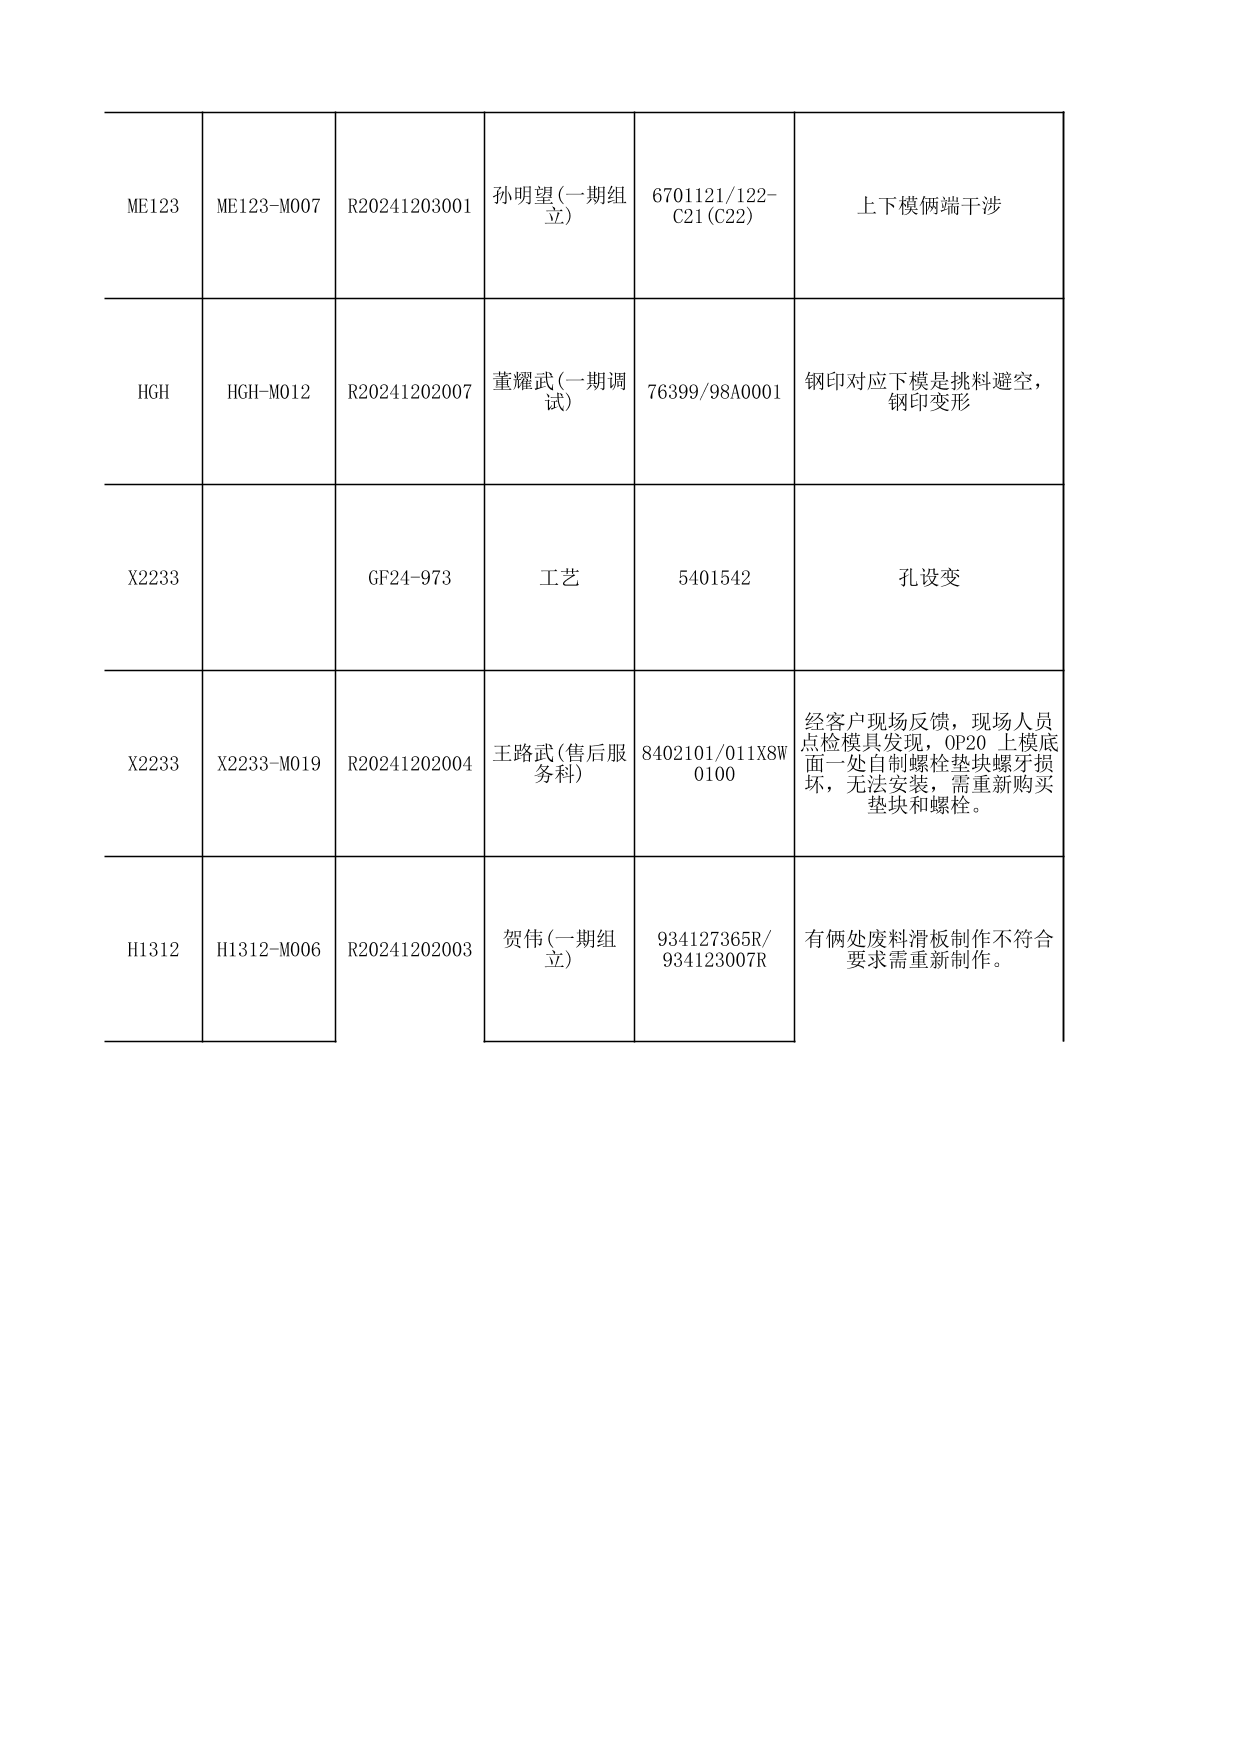 ME123
ME123-M007
R20241203001
孙明望(一期组
立)
6701121/122-
C21(C22)
上下模俩端干涉
HGH
HGH-M012
R20241202007
董耀武(一期调
试)
76399/98A0001
钢印对应下模是挑料避空，
钢印变形
X2233
GF24-973
工艺
5401542
孔设变
X2233
X2233-M019
R20241202004
王路武(售后服
务科)
8402101/011X8W
0100
经客户现场反馈，现场人员
点检模具发现，OP20 上模底
面一处自制螺栓垫块螺牙损
坏，无法安装，需重新购买
垫块和螺栓。
H1312
H1312-M006
R20241202003
贺伟(一期组
立)
934127365R/
934123007R
有俩处废料滑板制作不符合
要求需重新制作。